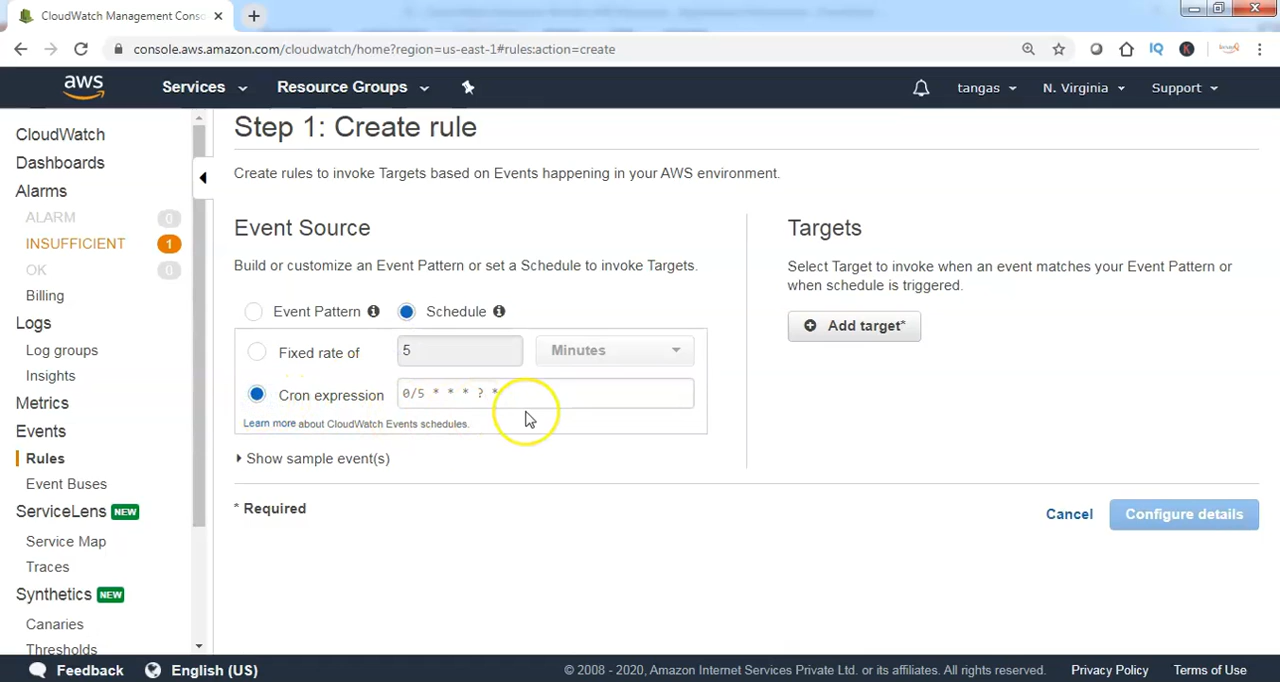 CloudWatch Management Conso
console.aws.amazon.com/cloudwatch/home?region=us-east-1#rules:action=create
IQ
K
aws
Services
Resource Groups
tangas
N. Virginia
Support
CloudWatch
Dashboards
Alarms
ALARM 0
INSUFFICIENT 1
OK 0
Billing
Logs
Log groups
Insights
Metrics
Events
Rules
Event Buses
ServiceLens NEW
Service Map
Traces
Synthetics NEW
Canaries
Thresholds
Step 1: Create rule
Create rules to invoke Targets based on Events happening in your AWS environment.
Event Source
Build or customize an Event Pattern or set a Schedule to invoke Targets.
Event Pattern
Schedule
Fixed rate of 5 Minutes
Cron expression 0/5 * * * ? *
Learn more about CloudWatch Events schedules.
Show sample event(s)
Targets
Select Target to invoke when an event matches your Event Pattern or
when schedule is triggered.
Add target*
* Required
Cancel
Configure details
Feedback
English (US)
© 2008 - 2020, Amazon Internet Services Private Ltd. or its affiliates. All rights reserved.
Privacy Policy
Terms of Use